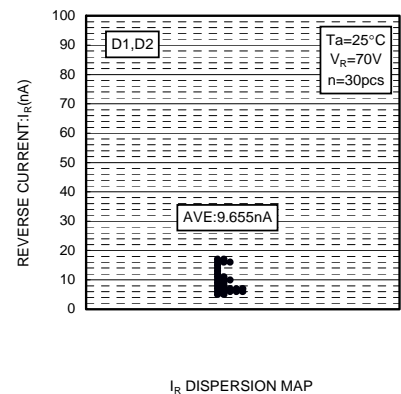 100
90
80
70
60
50
40
30
20
10
0
REVERSE CURRENT:IR(nA)
D1,D2
Ta=25°C
VR=70V
n=30pcs
AVE:9.655nA
IR DISPERSION MAP